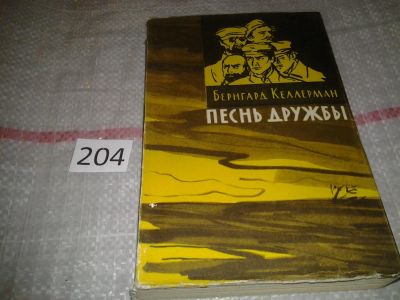 Бернгард Келлерман
ПЕСНЬ ДРУЖБЫ
204